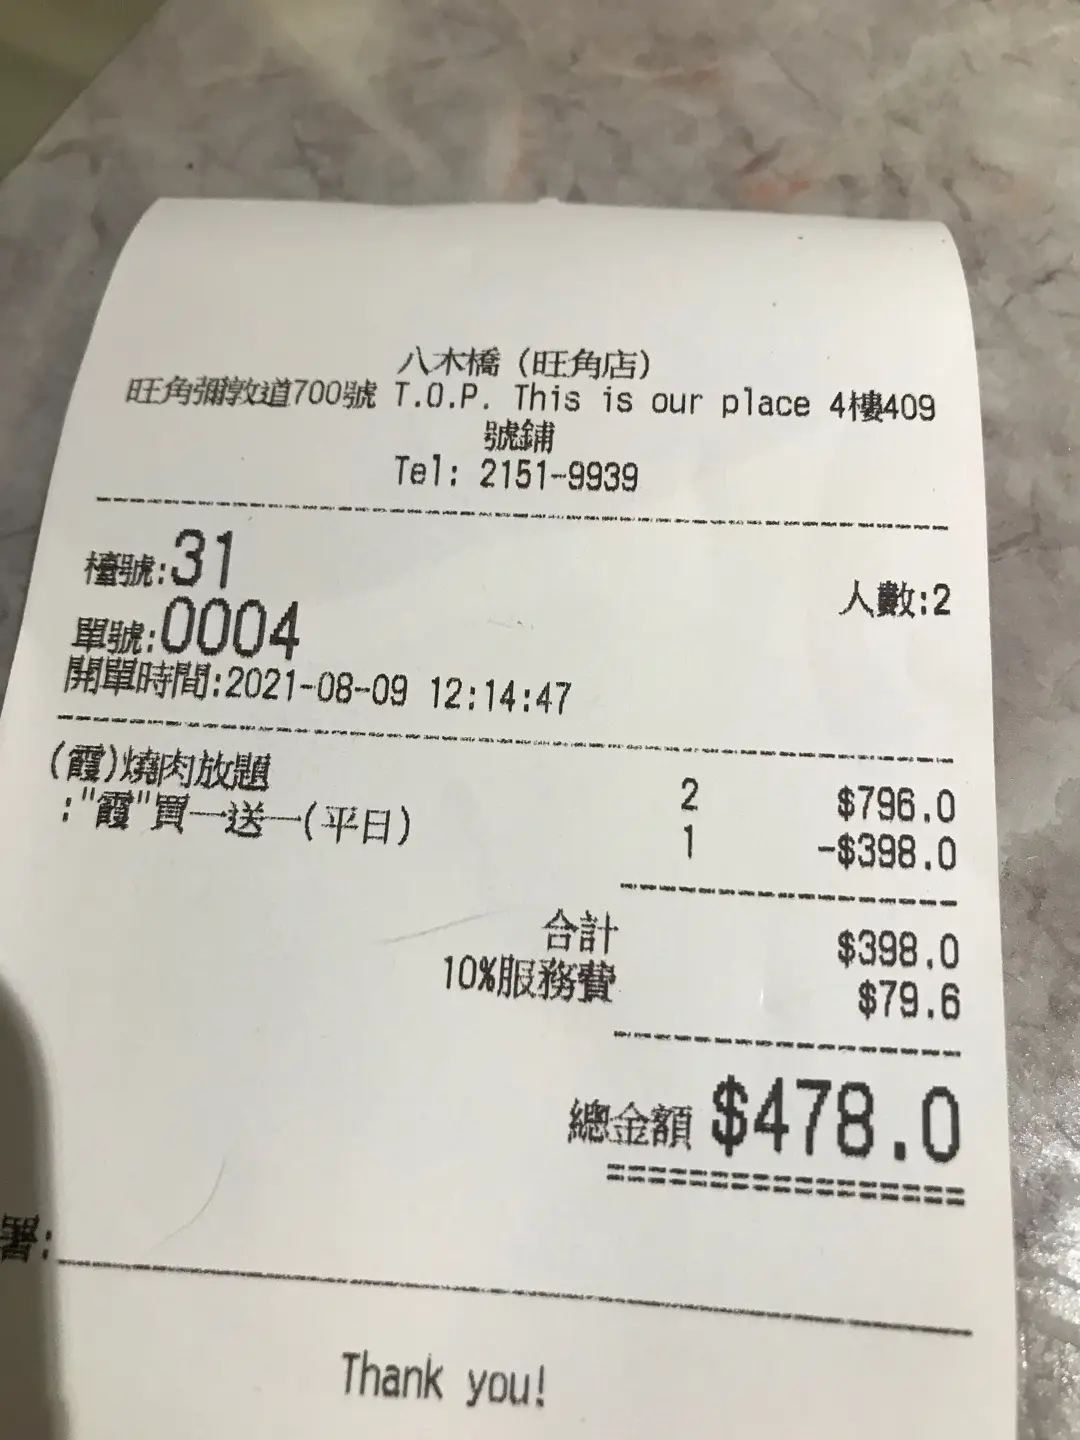 八木橋（旺角店）
旺角彌敦道700號 T.O.P. This is our place 4樓409
號鋪
Tel: 2151-9939
檯號:31
人數:2
單號:0004
開單時間:2021-08-09 12:14:47
(霞)燒肉放題 2 $796.0
:"霞"買一送一(平日) 1 -$398.0
合計 $398.0
10%服務費 $79.6
總金額 $478.0
署:
Thank you!